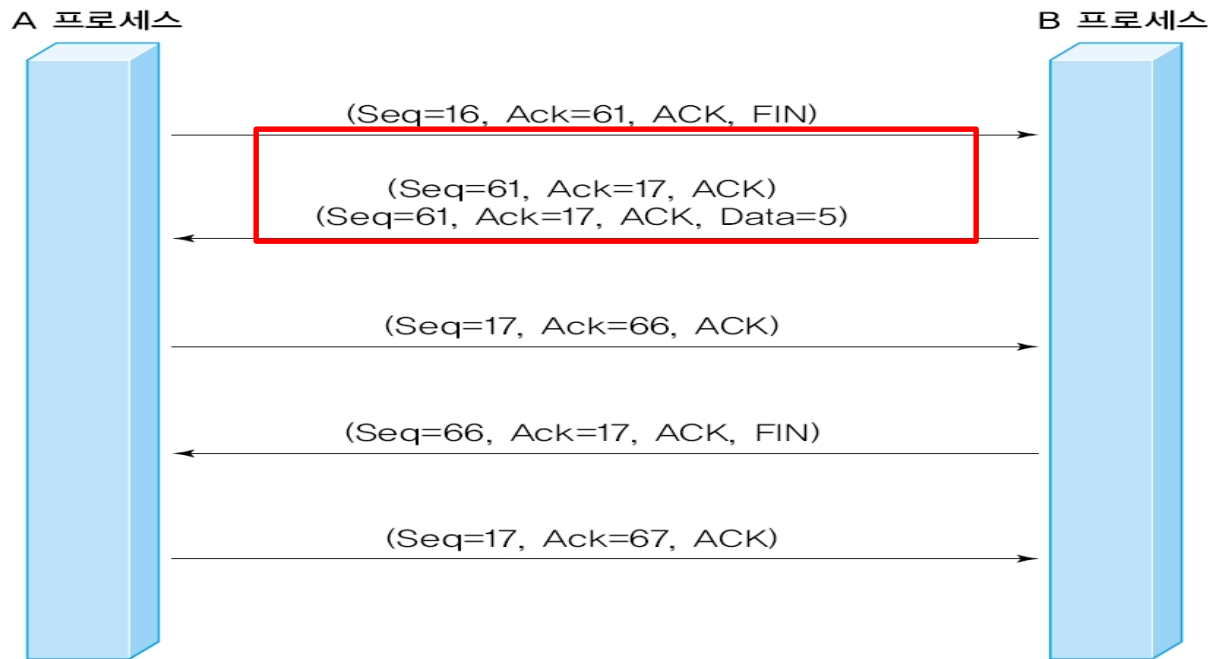 A 프로세스
B 프로세스
(Seq=16, Ack=61, ACK, FIN)
(Seq=61, Ack=17, ACK)
(Seq=61, Ack=17, ACK, Data=5)
(Seq=17, Ack=66, ACK)
(Seq=66, Ack=17, ACK, FIN)
(Seq=17, Ack=67, ACK)